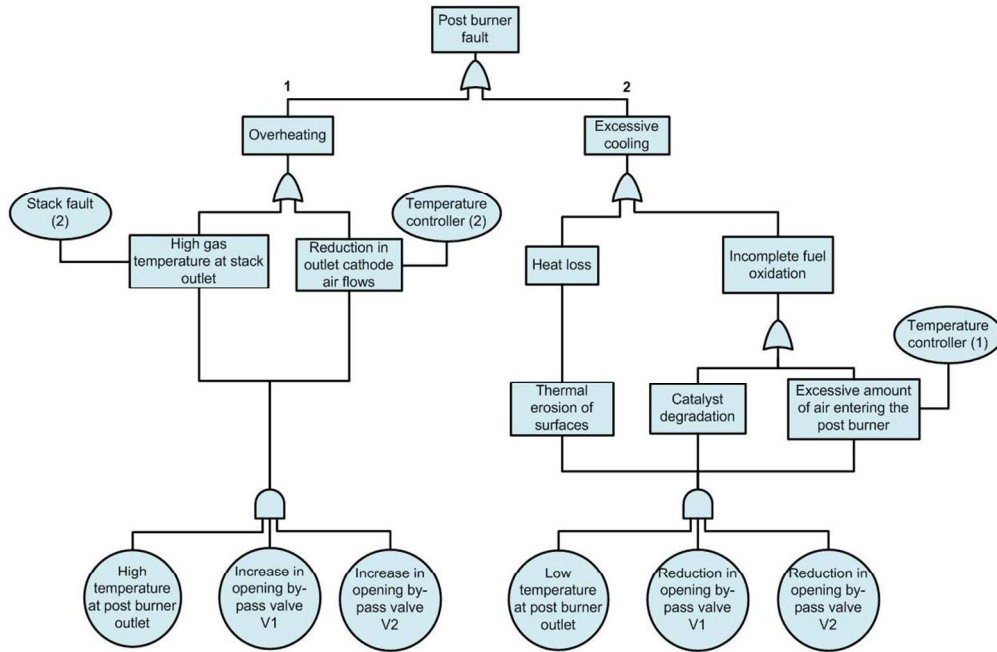 Post burner
fault
1
2
Overheating
Excessive
cooling
Stack fault
(2)
Temperature
controller (2)
High gas
temperature at stack
outlet
Reduction in
outlet cathode
air flows
Heat loss
Incomplete fuel
oxidation
Temperature
controller (1)
Thermal
erosion of
surfaces
Catalyst
degradation
Excessive amount
of air entering the
post burner
High
temperature
at post burner
outlet
Increase in
opening by-
pass valve
V1
Increase in
opening by-
pass valve
V2
Low
temperature
at post burner
outlet
Reduction in
opening by-
pass valve
V1
Reduction in
opening by-
pass valve
V2